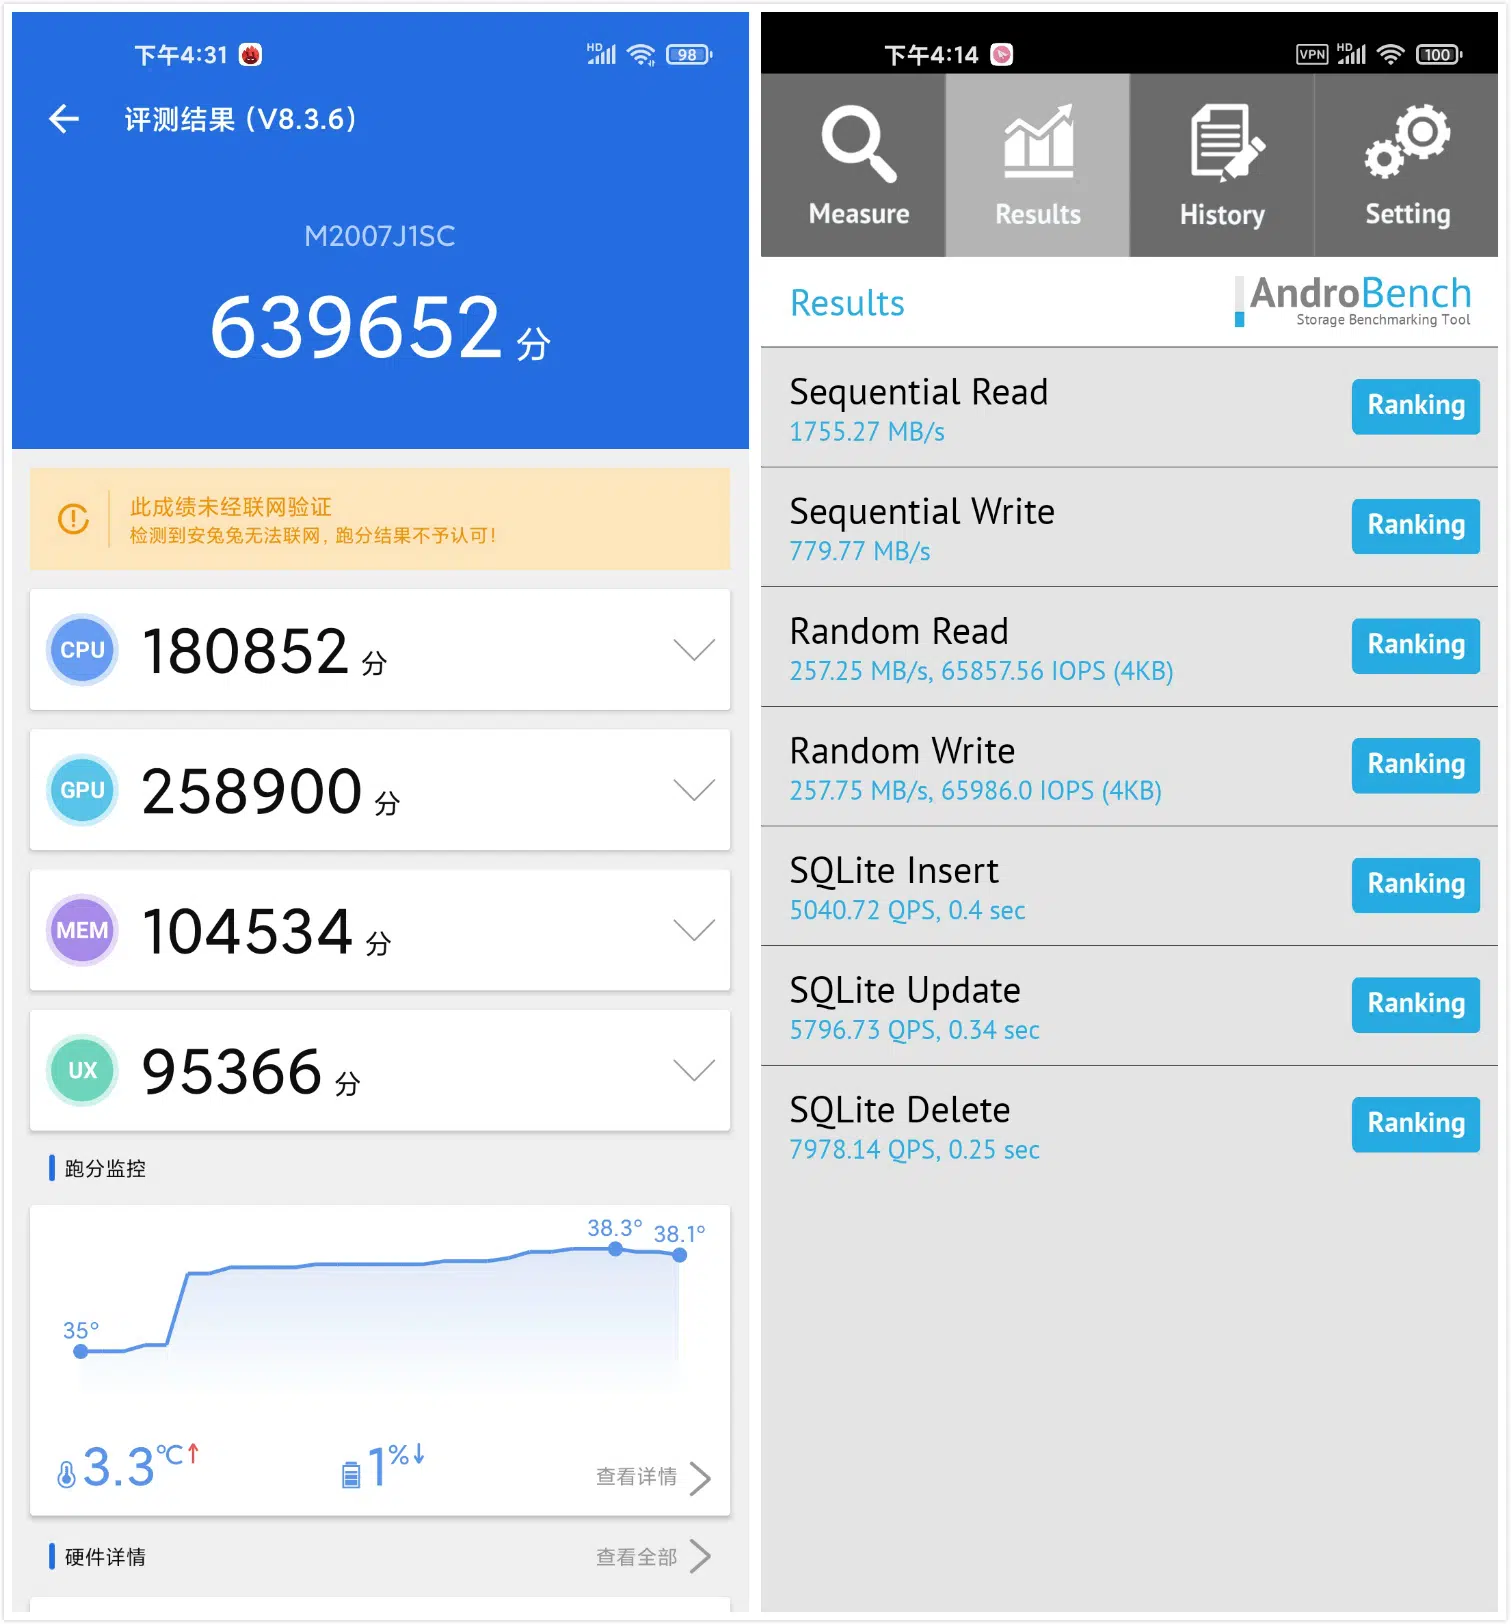 下午4:31
HD
98
评测结果 (V8.3.6)
M2007J1SC
639652 分
此成绩未经联网验证
检测到安兔兔无法联网，跑分结果不予认可!
CPU 180852 分
GPU 258900 分
MEM 104534 分
UX 95366 分
跑分监控
35°
38.3°
38.1°
3.3℃↑
1%↓
查看详情
硬件详情
查看全部
下午4:14
VPN HD 100
Measure
Results
History
Setting
Results
AndroBench
Storage Benchmarking Tool
Sequential Read
1755.27 MB/s
Ranking
Sequential Write
779.77 MB/s
Ranking
Random Read
257.25 MB/s, 65857.56 IOPS (4KB)
Ranking
Random Write
257.75 MB/s, 65986.0 IOPS (4KB)
Ranking
SQLite Insert
5040.72 QPS, 0.4 sec
Ranking
SQLite Update
5796.73 QPS, 0.34 sec
Ranking
SQLite Delete
7978.14 QPS, 0.25 sec
Ranking